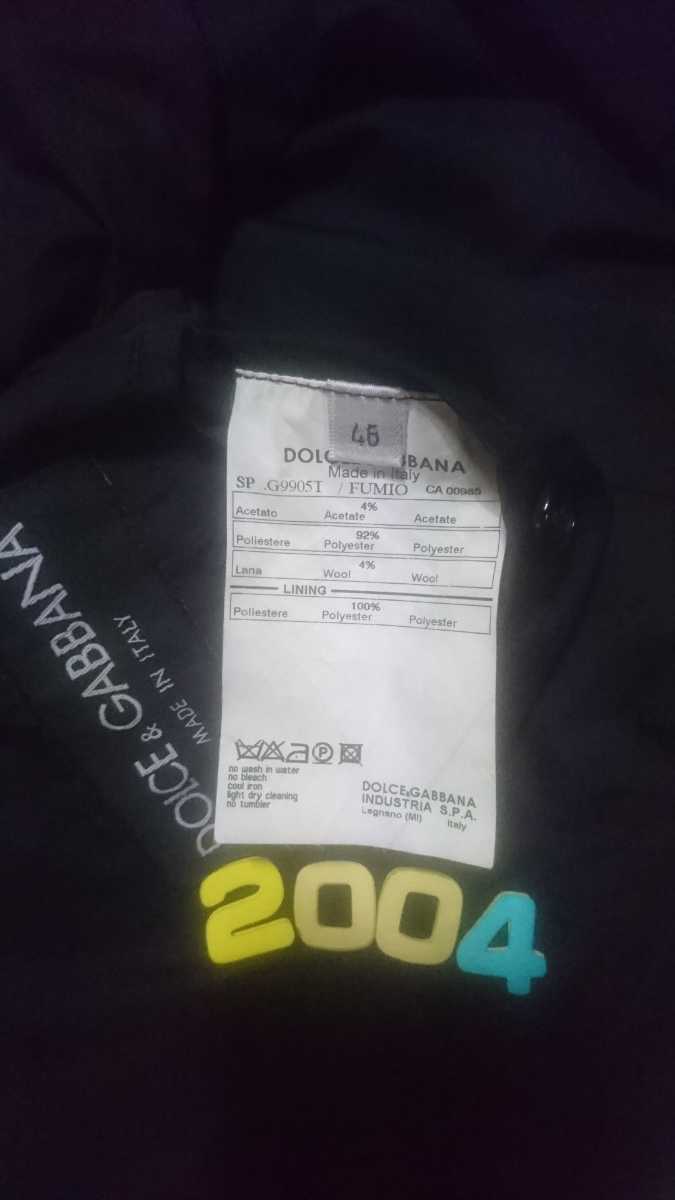 46
DOLCE & GABBANA
Made in Italy
SP G9905T / FUMIO CA 00985
4%
Acetato Acetate Acetate
92%
Poliestere Polyester Polyester
4%
Lana Wool Wool
LINING
100%
Poliestere Polyester Polyester
P
no wash in water
no bleach
cool iron
light dry cleaning
no tumbler
DOLCE&GABBANA
INDUSTRIA S.P.A.
Legnano (MI) Italy
DOLCE & GABBANA
MADE IN ITALY
2004